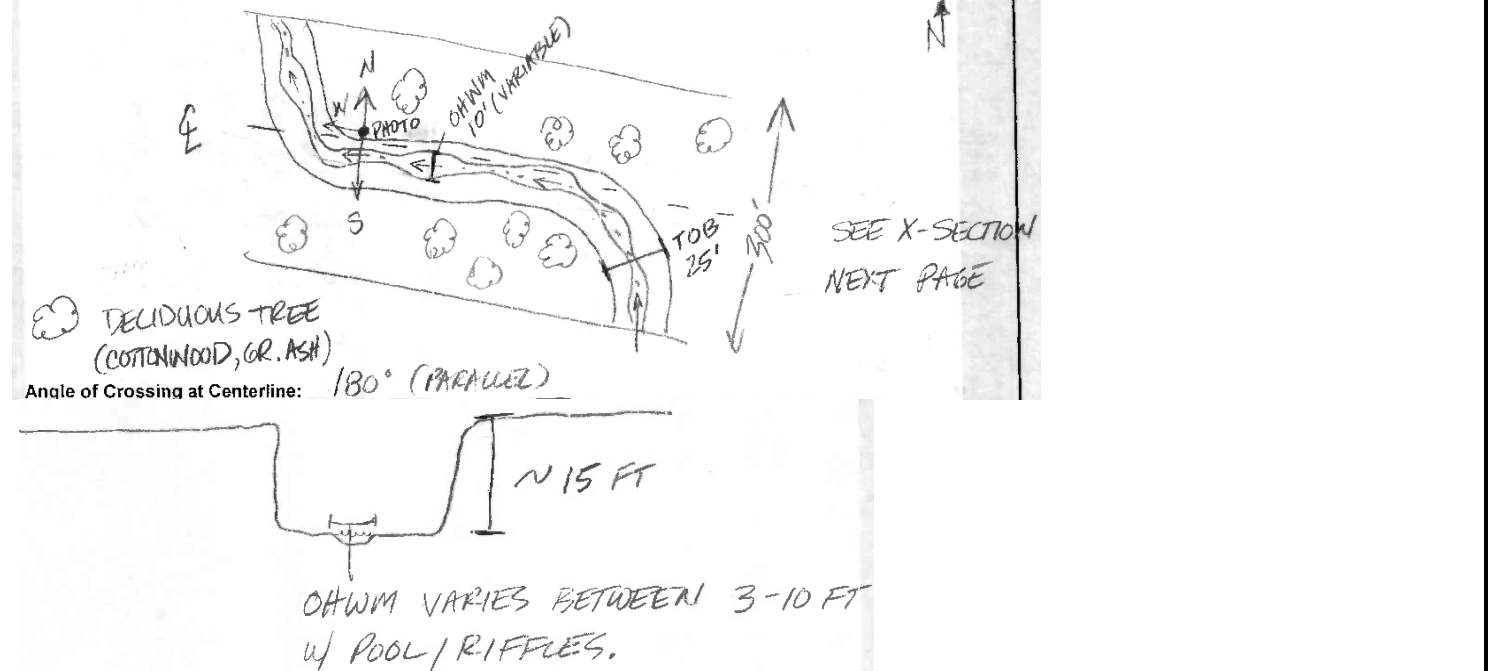 N
N
W
PHOTO
S
OHWM
10' (VARIABLE)
℄
TOB
25'
300'
SEE X-SECTION
NEXT PAGE
DECIDUOUS TREE
(COTTONWOOD, GR. ASH)
Angle of Crossing at Centerline: 180° (PARALLEL)
~ 15 FT
OHWM VARIES BETWEEN 3-10 FT
W/ POOL/RIFFLES.